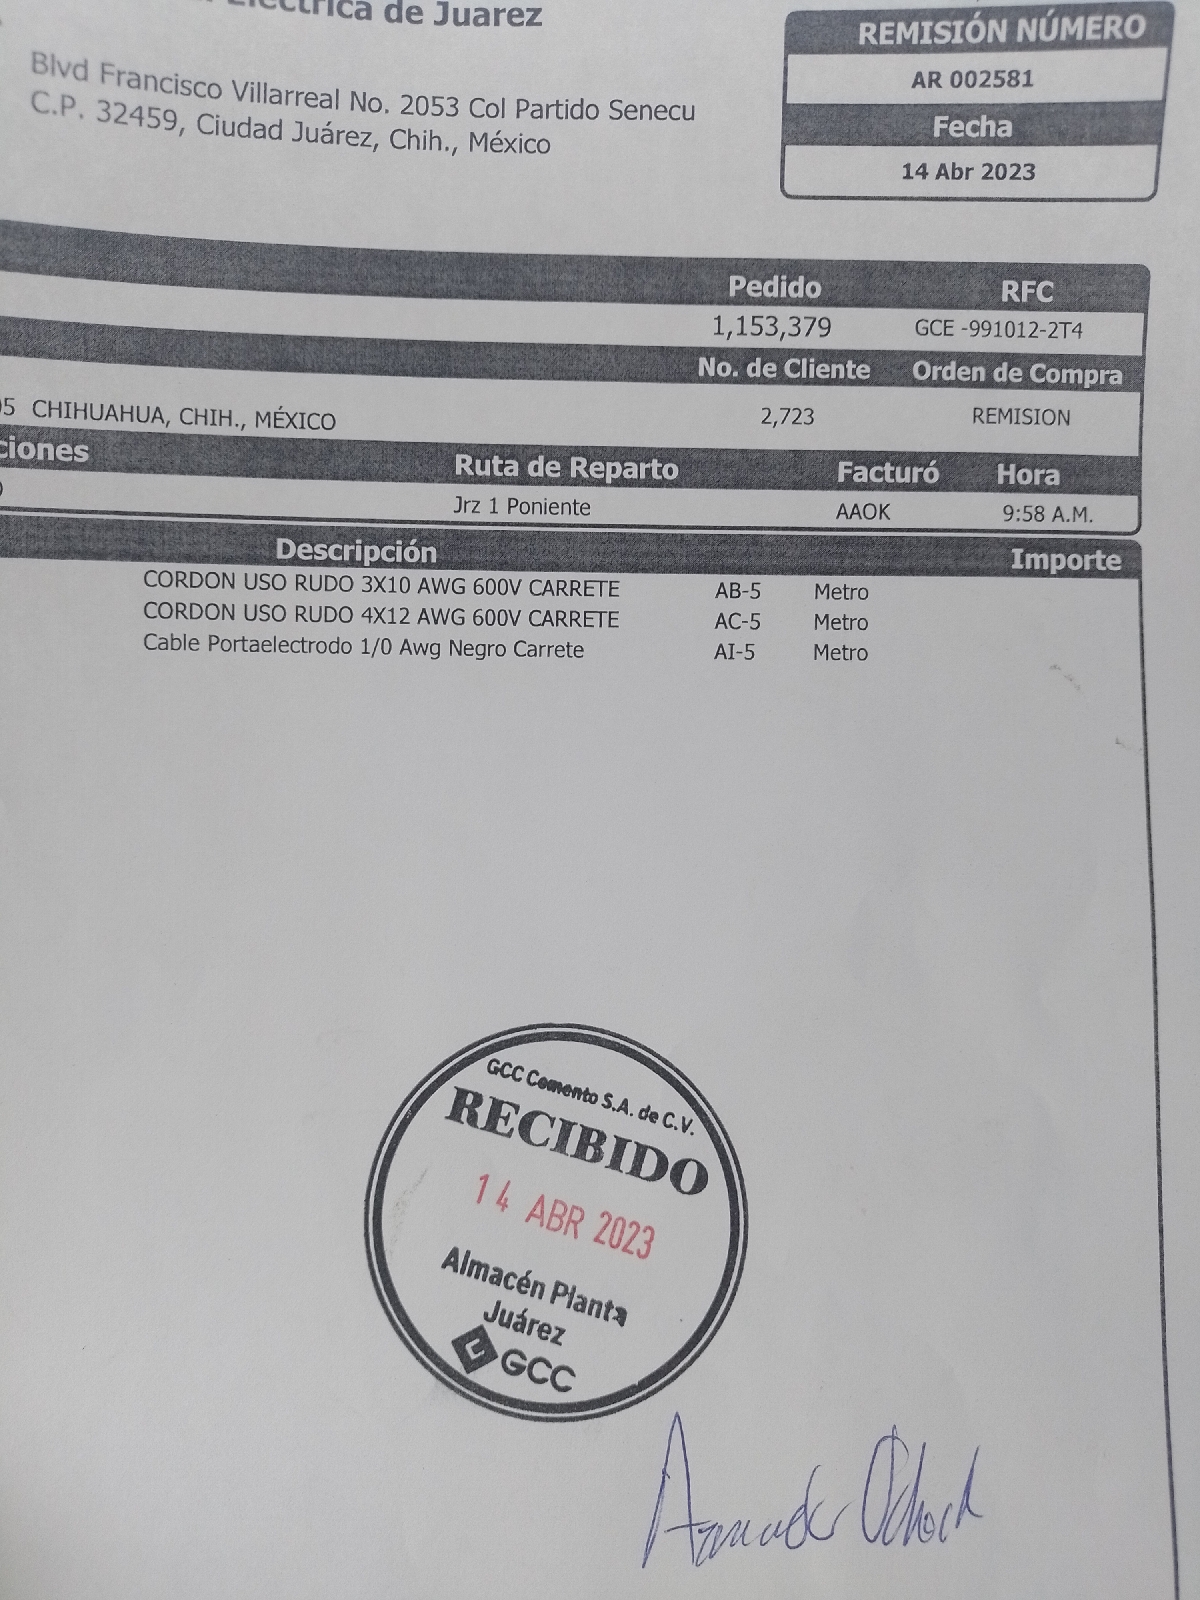 Eléctrica de Juarez
Blvd Francisco Villarreal No. 2053 Col Partido Senecu
C.P. 32459, Ciudad Juárez, Chih., México
REMISIÓN NÚMERO
AR 002581
Fecha
14 Abr 2023
Pedido RFC
1,153,379 GCE -991012-2T4
No. de Cliente Orden de Compra
05 CHIHUAHUA, CHIH., MÉXICO 2,723 REMISION
ciones Ruta de Reparto Facturó Hora
Jrz 1 Poniente AAOK 9:58 A.M.
Descripción Importe
CORDON USO RUDO 3X10 AWG 600V CARRETE AB-5 Metro
CORDON USO RUDO 4X12 AWG 600V CARRETE AC-5 Metro
Cable Portaelectrodo 1/0 Awg Negro Carrete AI-5 Metro
GCC Cemento S.A. de C.V.
RECIBIDO
14 ABR 2023
Almacén Planta
Juárez
GCC